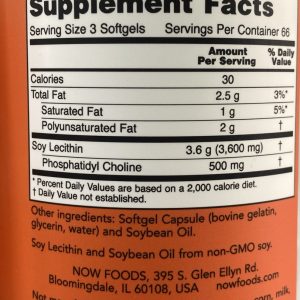 Supplement Facts
Serving Size 3 Softgels Servings Per Container 66
Amount Per Serving % Daily Value
Calories 30
Total Fat 2.5 g 3%*
Saturated Fat 1 g 5%*
Polyunsaturated Fat 2 g †
Soy Lecithin 3.6 g (3,600 mg) †
Phosphatidyl Choline 500 mg †
* Percent Daily Values are based on a 2,000 calorie diet.
† Daily Value not established.
Other ingredients: Softgel Capsule (bovine gelatin,
glycerin, water) and Soybean Oil.
Soy Lecithin and Soybean Oil from non-GMO soy.
NOW FOODS, 395 S. Glen Ellyn Rd.
Bloomingdale, IL 60108, USA nowfoods.com
milk,